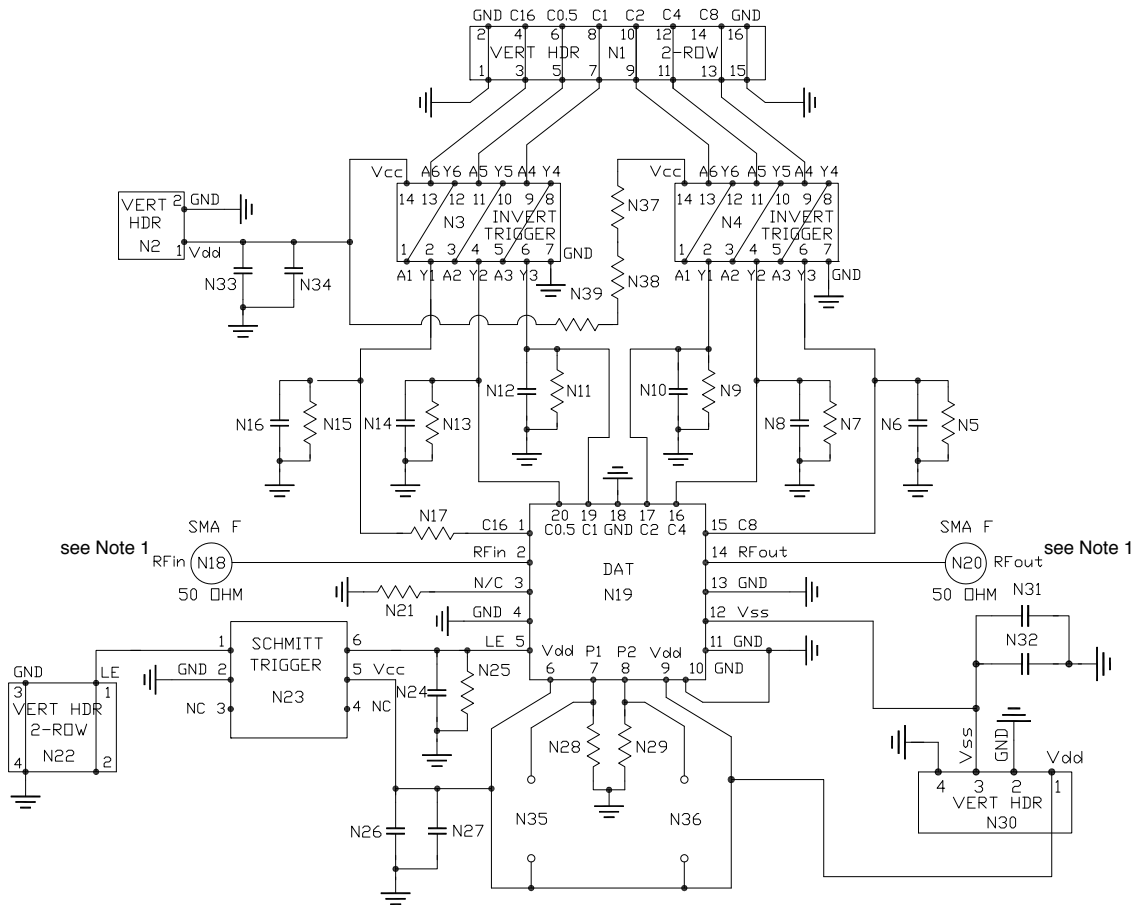 GND C16 C0.5 C1 C2 C4 C8 GND
2 4 6 8 10 12 14 16
VERT HDR N1 2-ROW
1 3 5 7 9 11 13 15
Vcc A6 Y6 A5 Y5 A4 Y4
14 13 12 11 10 9 8
N3 INVERT
TRIGGER
1 2 3 4 5 6 7 GND
A1 Y1 A2 Y2 A3 Y3
Vcc A6 Y6 A5 Y5 A4 Y4
14 13 12 11 10 9 8
N4 INVERT
TRIGGER
1 2 3 4 5 6 7
A1 Y1 A2 Y2 A3 Y3 GND
VERT 2 GND
HDR
N2 1 Vdd
N33 N34
N37
N38
N39
N16 N15 N14 N13 N12 N11 N10 N9 N8 N7 N6 N5
20 19 18 17 16
C0.5 C1 GND C2 C4
N17 C16 1
15 C8
SMA F
see Note 1 RFin N18
50 OHM
RFin 2
14 RFout
SMA F
N20 RFout see Note 1
50 OHM
DAT
N19
N21 N/C 3
13 GND
GND 4
12 Vss
LE 5
11 GND
Vdd P1 P2 Vdd
6 7 8 9 10 GND
N31
N32
1 SCHMITT 6
TRIGGER
GND 2 5 Vcc
N23
NC 3 4 NC
N24 N25
GND LE
3 1
VERT HDR
2-ROW
N22
4 2
N28 N29
N26 N27
N35 N36
Vss GND Vdd
4 3 2 1
VERT HDR
N30